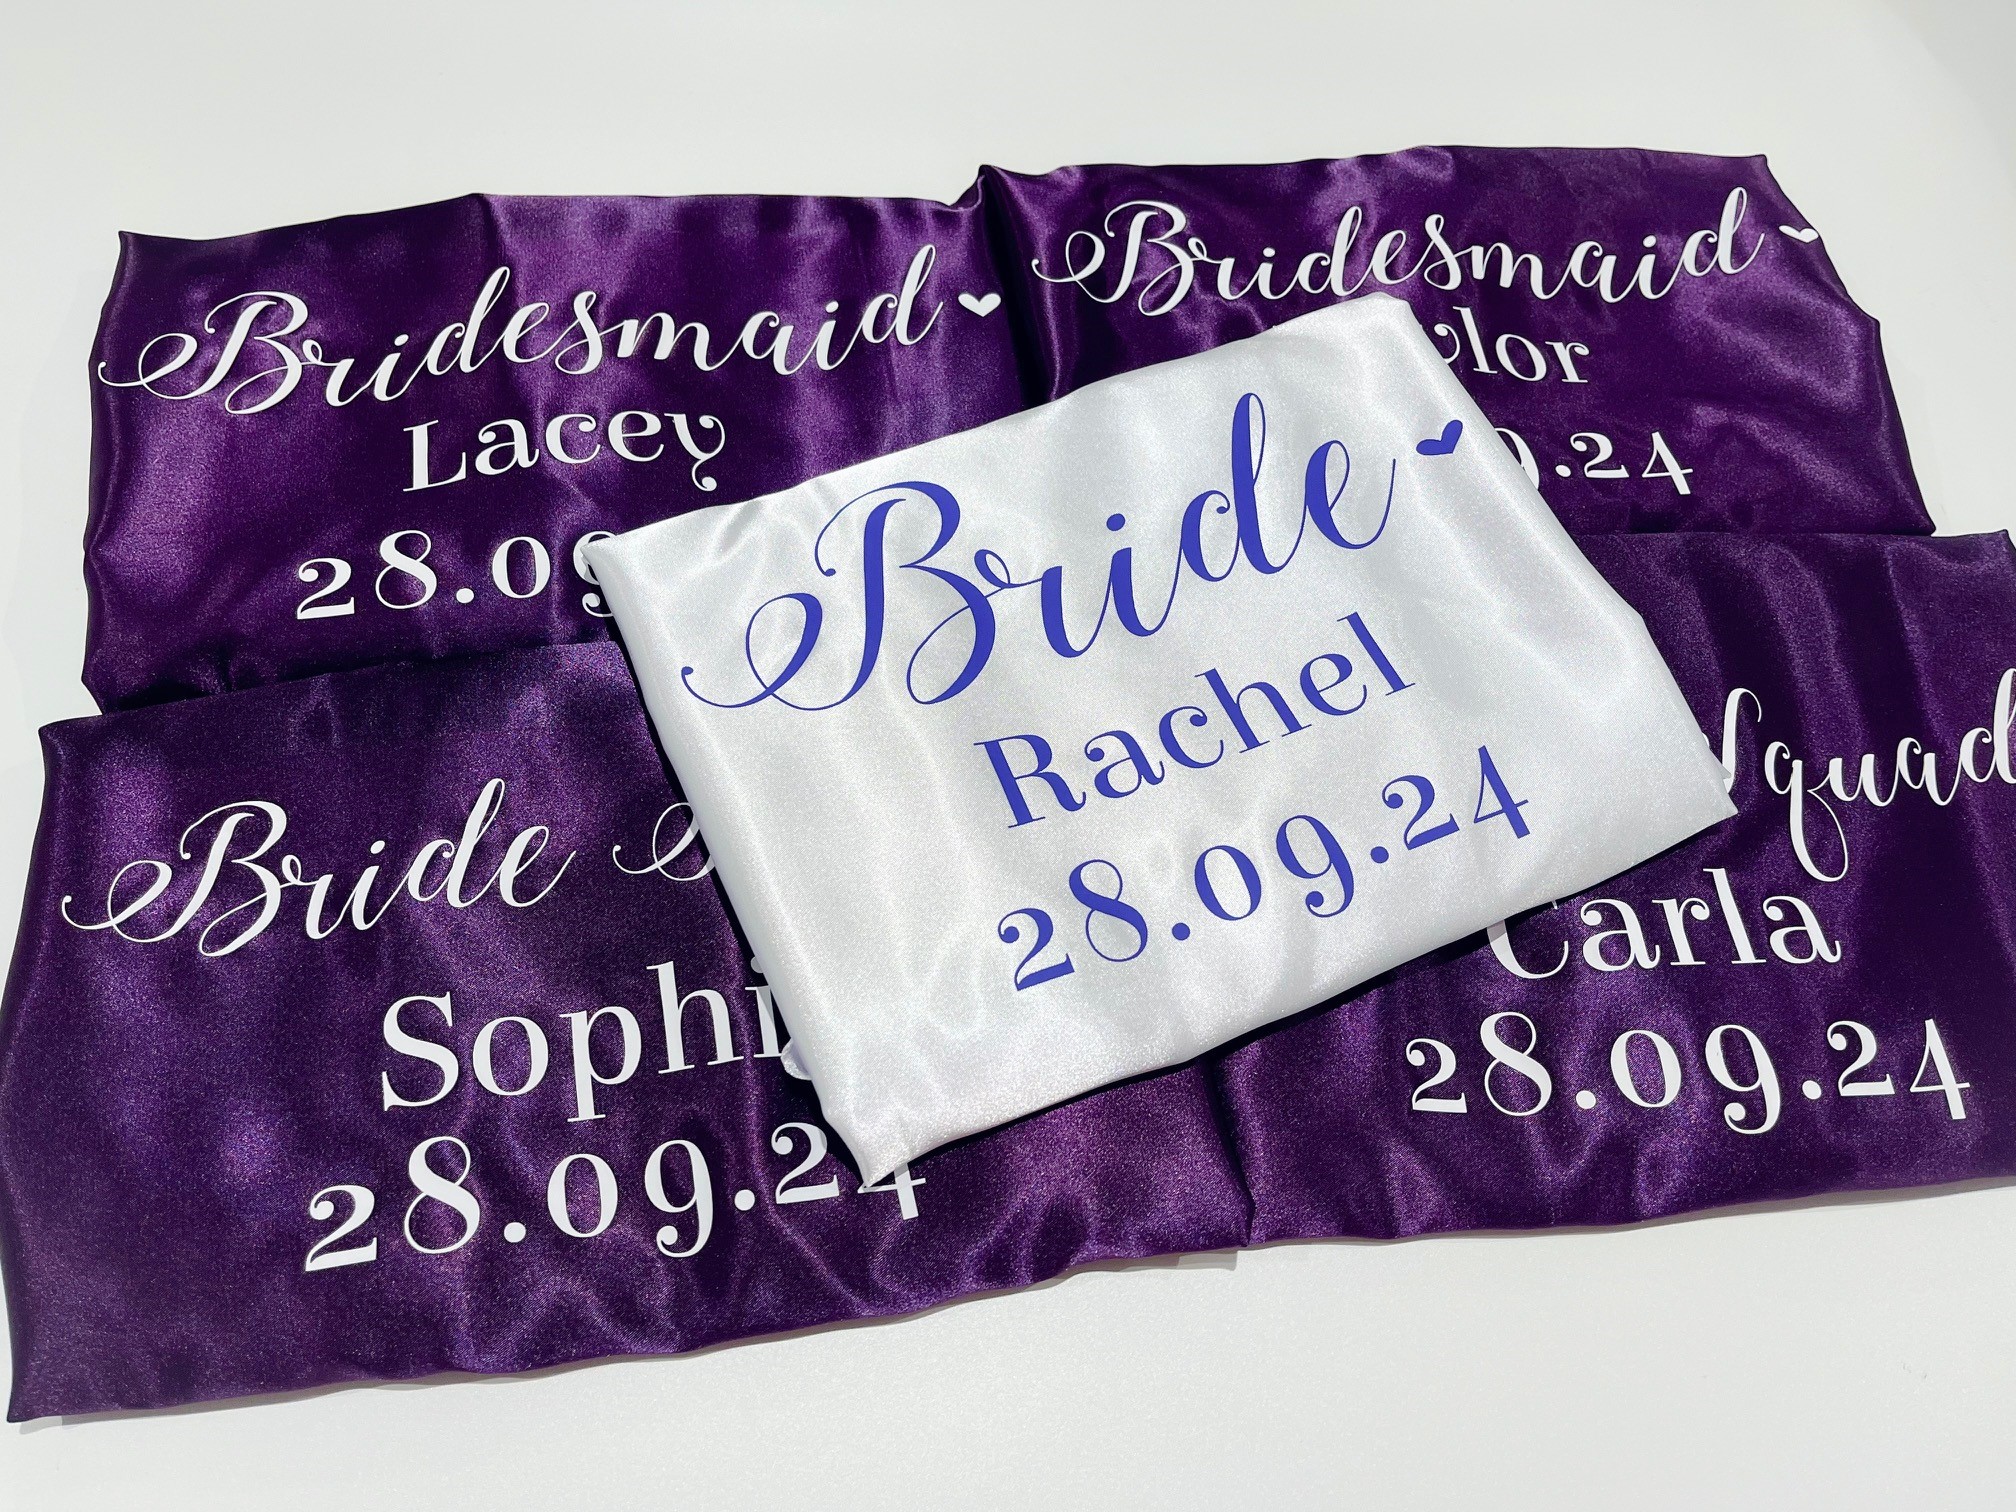 Bridesmaid
Lacey
28.09
Bridesmaid
lor
.24
Bride
Rachel
28.09.24
Bride
Sophi
28.09.24
Squad
Carla
28.09.24